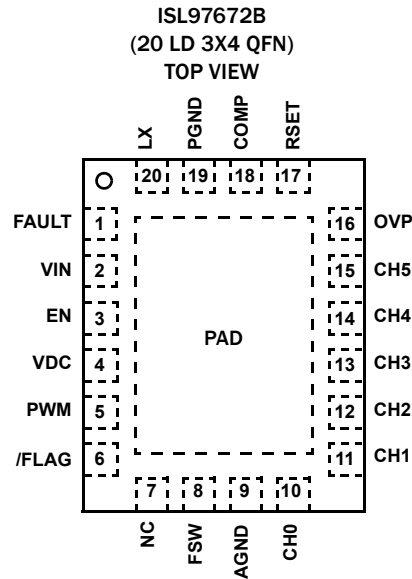 ISL97672B
(20 LD 3X4 QFN)
TOP VIEW
LX PGND COMP RSET
20 19 18 17
FAULT 1 16 OVP
VIN 2 15 CH5
EN 3 14 CH4
VDC 4 13 CH3
PAD
PWM 5 12 CH2
/FLAG 6 11 CH1
7 8 9 10
NC FSW AGND CH0